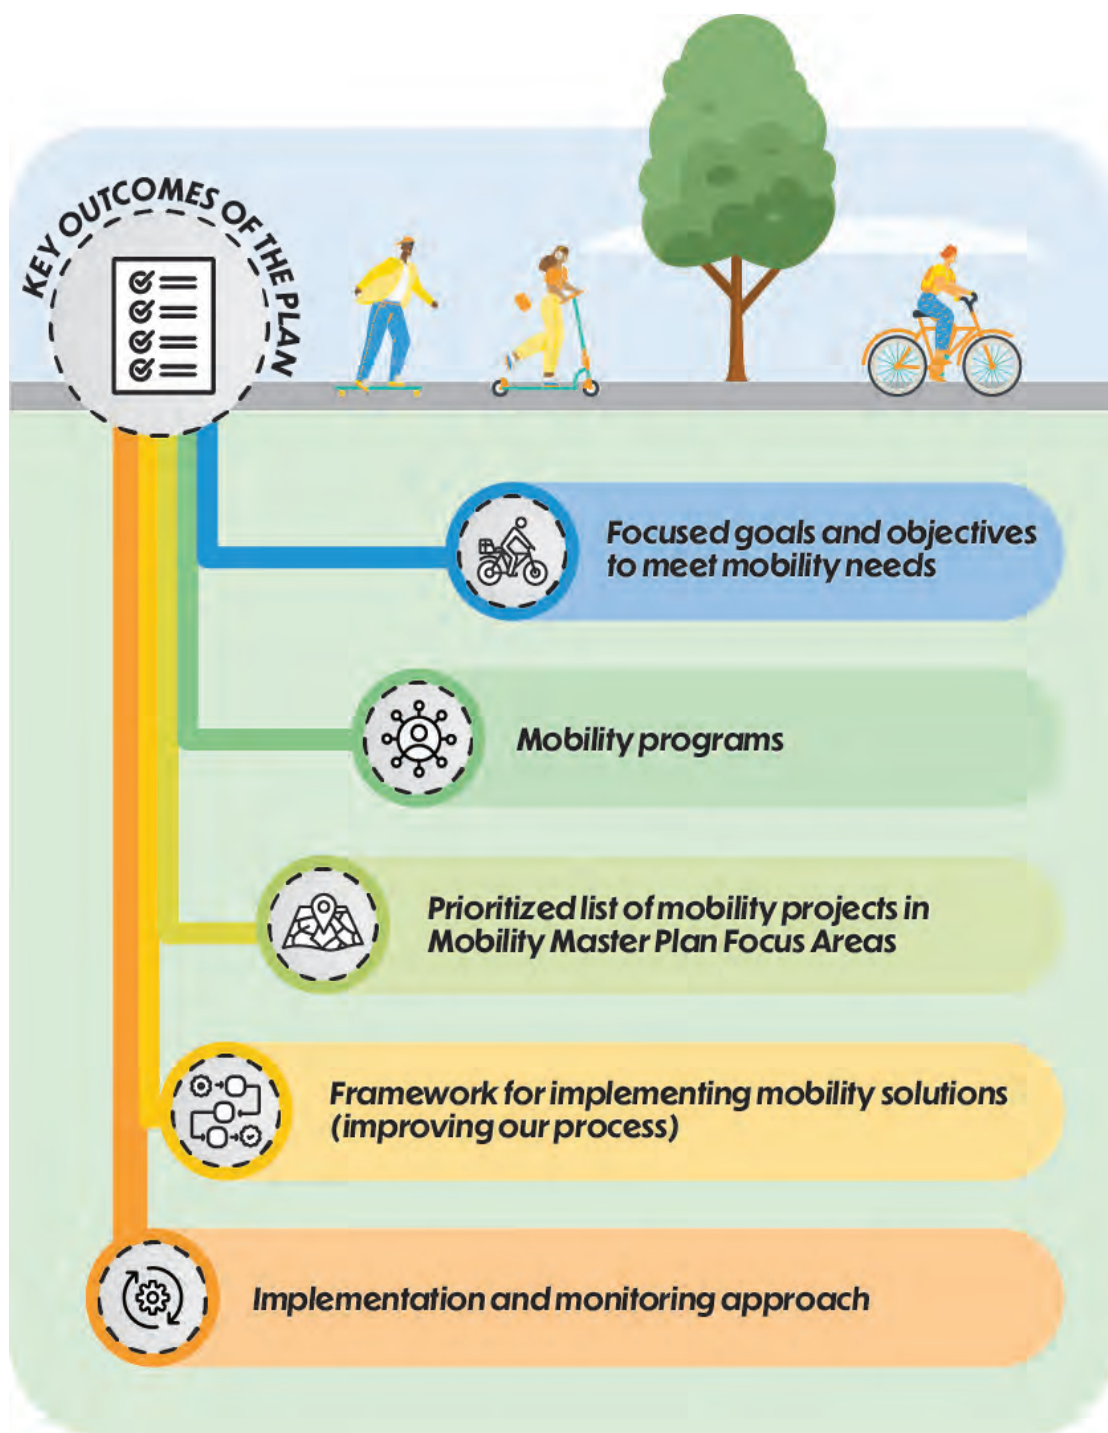 KEY OUTCOMES OF THE PLAN
Focused goals and objectives
to meet mobility needs
Mobility programs
Prioritized list of mobility projects in
Mobility Master Plan Focus Areas
Framework for implementing mobility solutions
(improving our process)
Implementation and monitoring approach